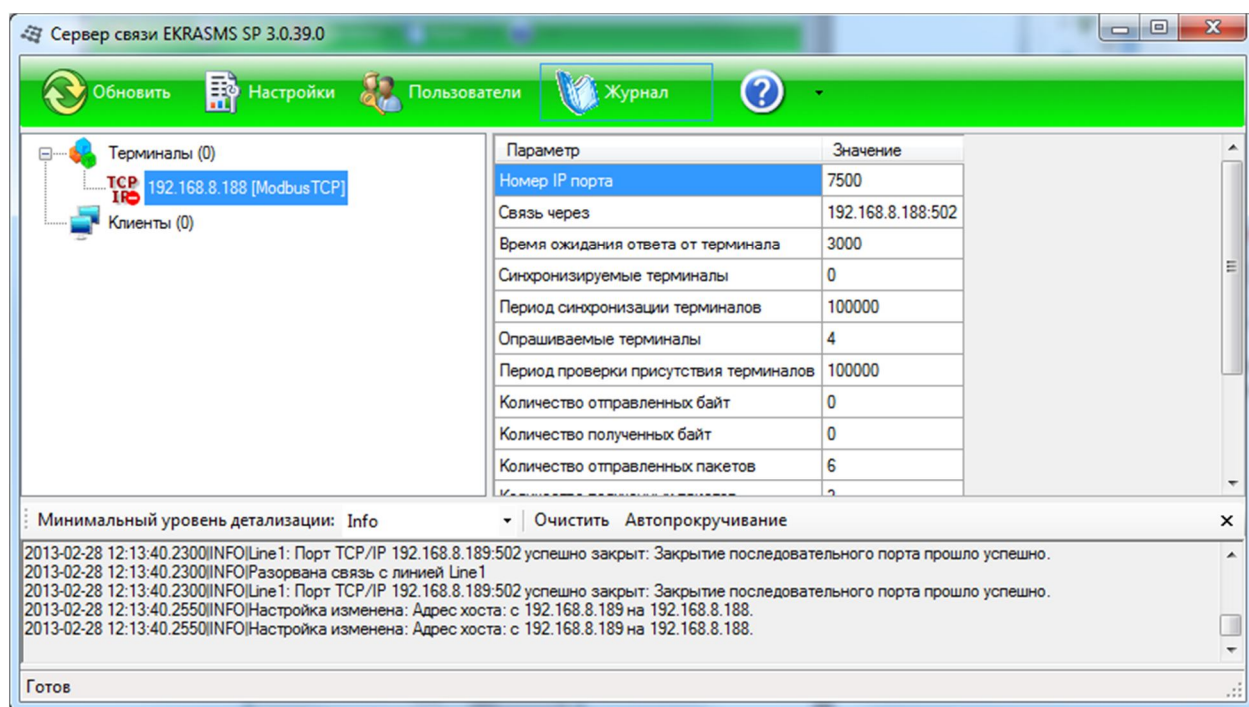 Сервер связи EKRASMS SP 3.0.39.0
Обновить Настройки Пользователи Журнал ?
Терминалы (0)
TCP IP 192.168.8.188 [ModbusTCP]
Клиенты (0)
Параметр Значение
Номер IP порта 7500
Связь через 192.168.8.188:502
Время ожидания ответа от терминала 3000
Синхронизируемые терминалы 0
Период синхронизации терминалов 100000
Опрашиваемые терминалы 4
Период проверки присутствия терминалов 100000
Количество отправленных байт 0
Количество полученных байт 0
Количество отправленных пакетов 6
Минимальный уровень детализации: Info Очистить Автопрокручивание
2013-02-28 12:13:40.2300|INFO|Line1: Порт TCP/IP 192.168.8.189:502 успешно закрыт: Закрытие последовательного порта прошло успешно.
2013-02-28 12:13:40.2300|INFO|Разорвана связь с линией Line1
2013-02-28 12:13:40.2300|INFO|Line1: Порт TCP/IP 192.168.8.189:502 успешно закрыт: Закрытие последовательного порта прошло успешно.
2013-02-28 12:13:40.2550|INFO|Настройка изменена: Адрес хоста: с 192.168.8.189 на 192.168.8.188.
2013-02-28 12:13:40.2550|INFO|Настройка изменена: Адрес хоста: с 192.168.8.189 на 192.168.8.188.
Готов